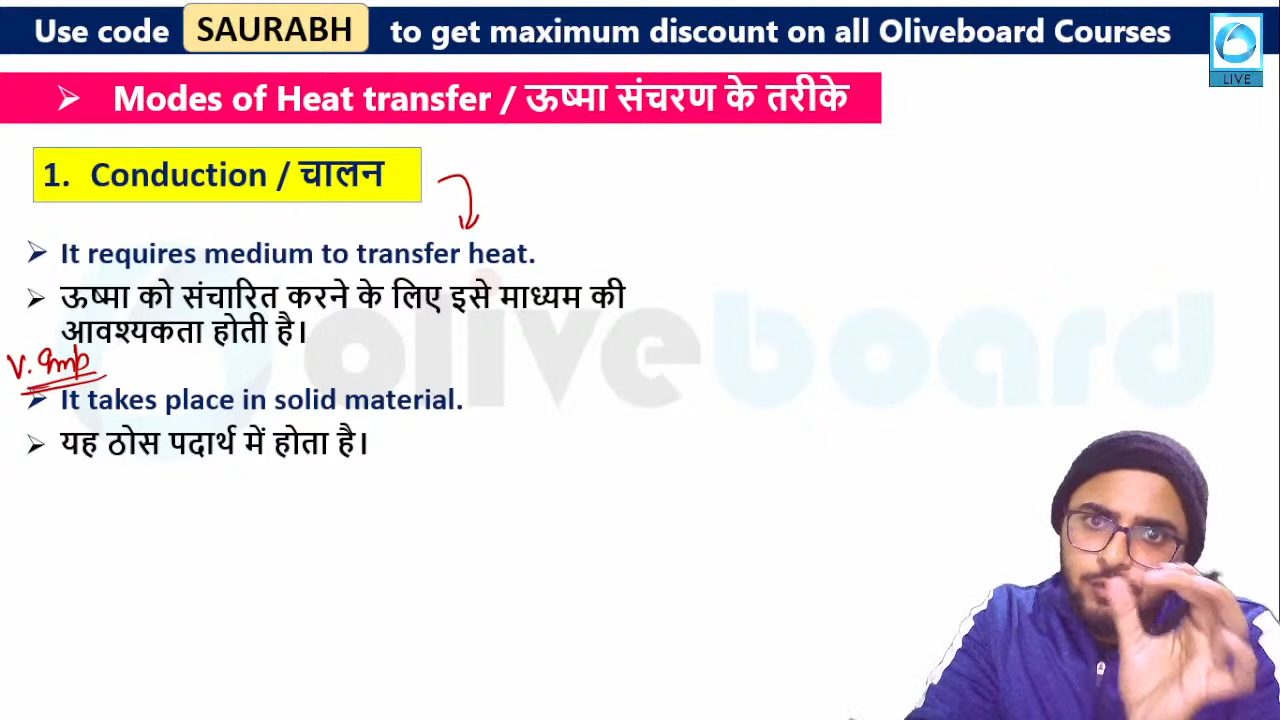 Use code SAURABH to get maximum discount on all Oliveboard Courses
LIVE
➢ Modes of Heat transfer / ऊष्मा संचरण के तरीके
1. Conduction / चालन
➢ It requires medium to transfer heat.
➢ ऊष्मा को संचारित करने के लिए इसे माध्यम की
आवश्यकता होती है।
V. Imp
➢ It takes place in solid material.
➢ यह ठोस पदार्थ में होता है।
oliveboard